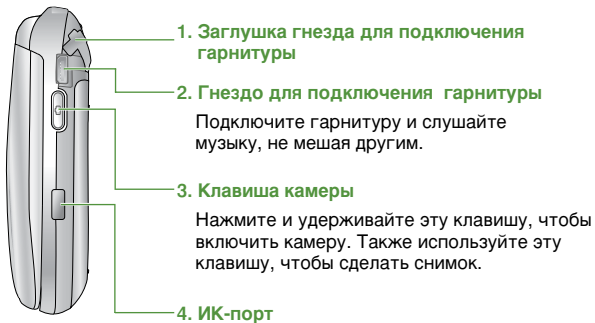 1. Заглушка гнезда для подключения
гарнитуры
2. Гнездо для подключения гарнитуры
Подключите гарнитуру и слушайте
музыку, не мешая другим.
3. Клавиша камеры
Нажмите и удерживайте эту клавишу, чтобы
включить камеру. Также используйте эту
клавишу, чтобы сделать снимок.
4. ИК-порт